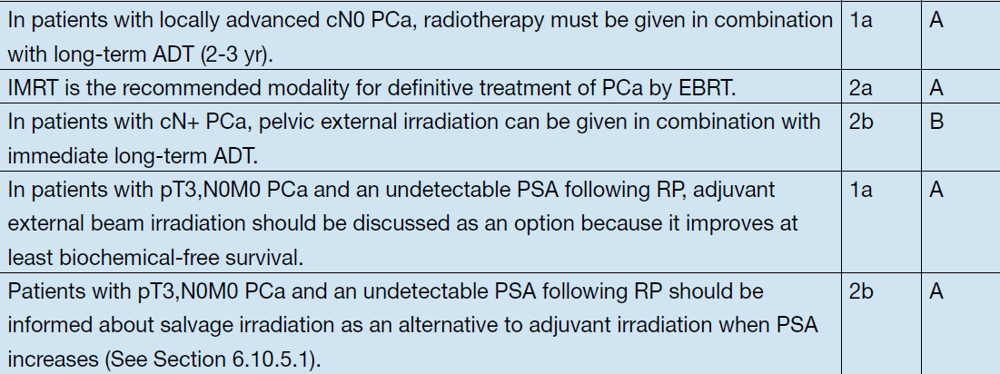 In patients with locally advanced cN0 PCa, radiotherapy must be given in combination 1a A
with long-term ADT (2-3 yr).
IMRT is the recommended modality for definitive treatment of PCa by EBRT. 2a A
In patients with cN+ PCa, pelvic external irradiation can be given in combination with 2b B
immediate long-term ADT.
In patients with pT3,N0M0 PCa and an undetectable PSA following RP, adjuvant 1a A
external beam irradiation should be discussed as an option because it improves at
least biochemical-free survival.
Patients with pT3,N0M0 PCa and an undetectable PSA following RP should be 2b A
informed about salvage irradiation as an alternative to adjuvant irradiation when PSA
increases (See Section 6.10.5.1).